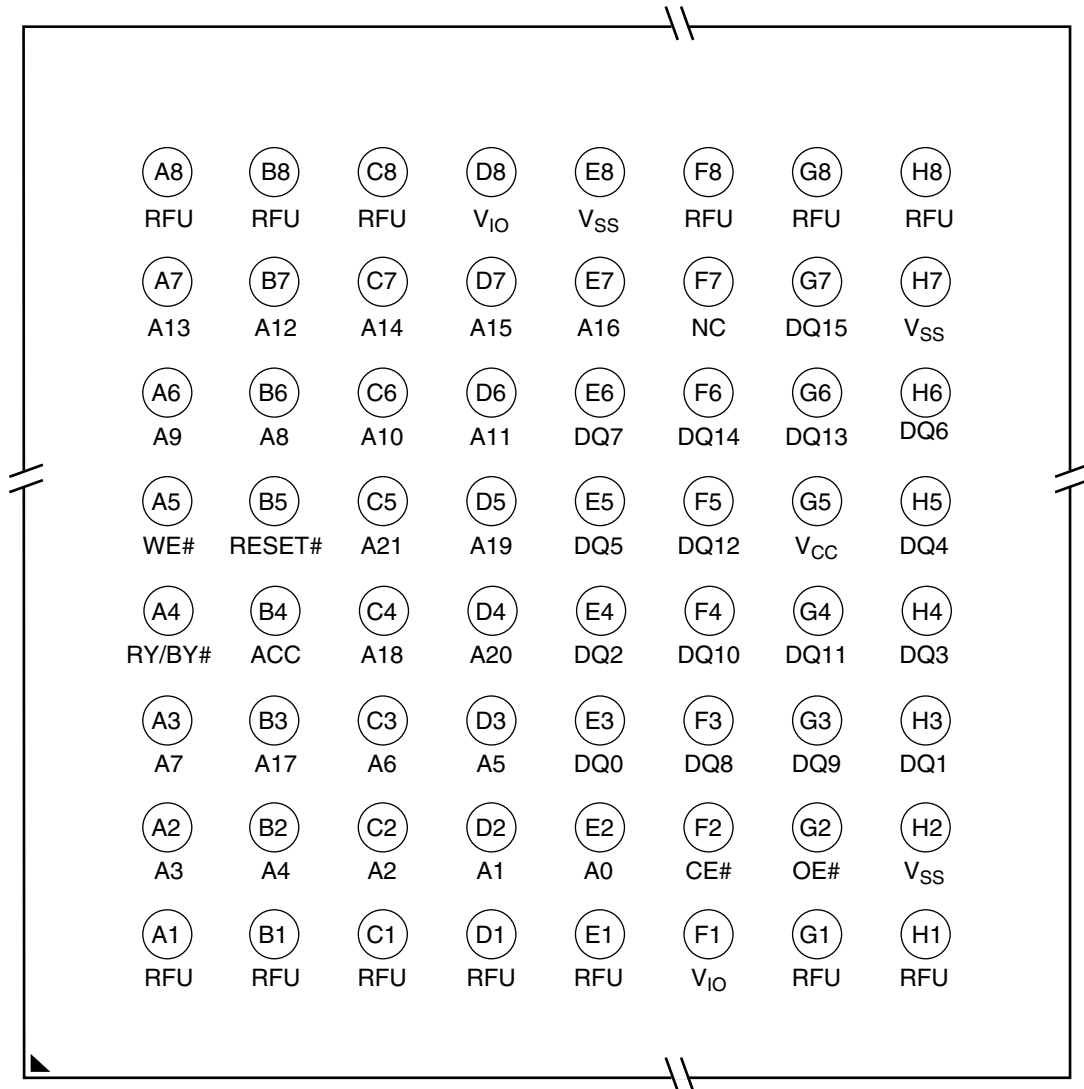 A8 B8 C8 D8 E8 F8 G8 H8
RFU RFU RFU V_IO V_SS RFU RFU RFU
A7 B7 C7 D7 E7 F7 G7 H7
A13 A12 A14 A15 A16 NC DQ15 V_SS
A6 B6 C6 D6 E6 F6 G6 H6
A9 A8 A10 A11 DQ7 DQ14 DQ13 DQ6
A5 B5 C5 D5 E5 F5 G5 H5
WE# RESET# A21 A19 DQ5 DQ12 V_CC DQ4
A4 B4 C4 D4 E4 F4 G4 H4
RY/BY# ACC A18 A20 DQ2 DQ10 DQ11 DQ3
A3 B3 C3 D3 E3 F3 G3 H3
A7 A17 A6 A5 DQ0 DQ8 DQ9 DQ1
A2 B2 C2 D2 E2 F2 G2 H2
A3 A4 A2 A1 A0 CE# OE# V_SS
A1 B1 C1 D1 E1 F1 G1 H1
RFU RFU RFU RFU RFU V_IO RFU RFU